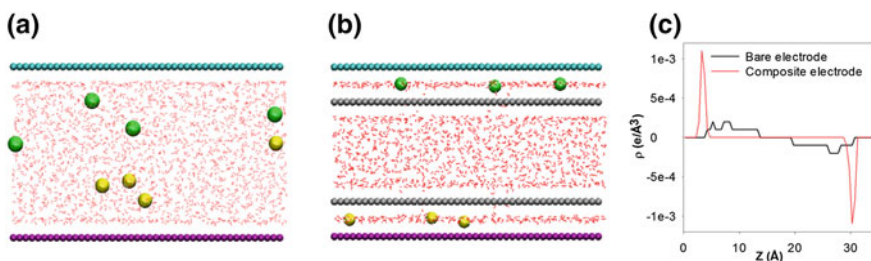 (a)
(b)
(c)
1e-3
5e-4
0
-5e-4
-1e-3
ρ (e/Å³)
Bare electrode
Composite electrode
0 10 20 30
Z (Å)